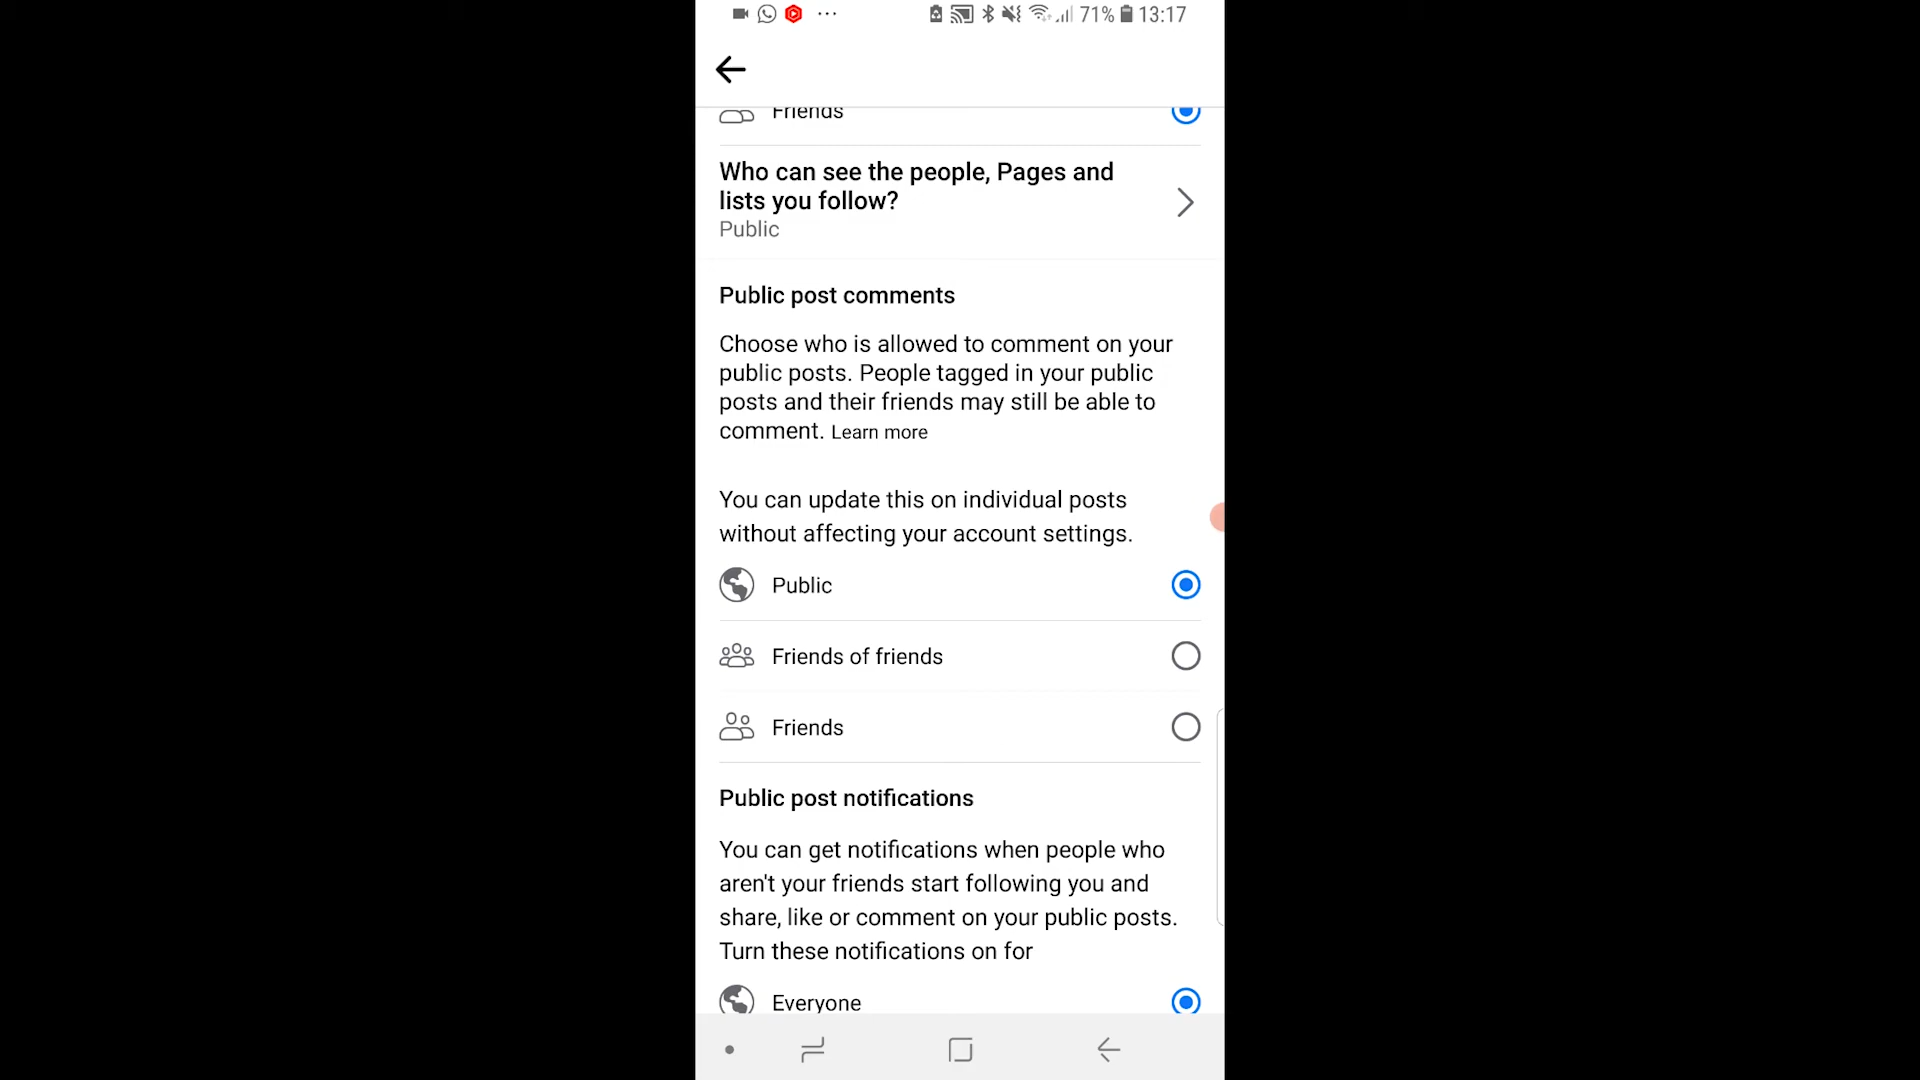 71% 13:17
Friends
Who can see the people, Pages and
lists you follow?
Public
Public post comments
Choose who is allowed to comment on your
public posts. People tagged in your public
posts and their friends may still be able to
comment. Learn more
You can update this on individual posts
without affecting your account settings.
Public
Friends of friends
Friends
Public post notifications
You can get notifications when people who
aren't your friends start following you and
share, like or comment on your public posts.
Turn these notifications on for
Everyone